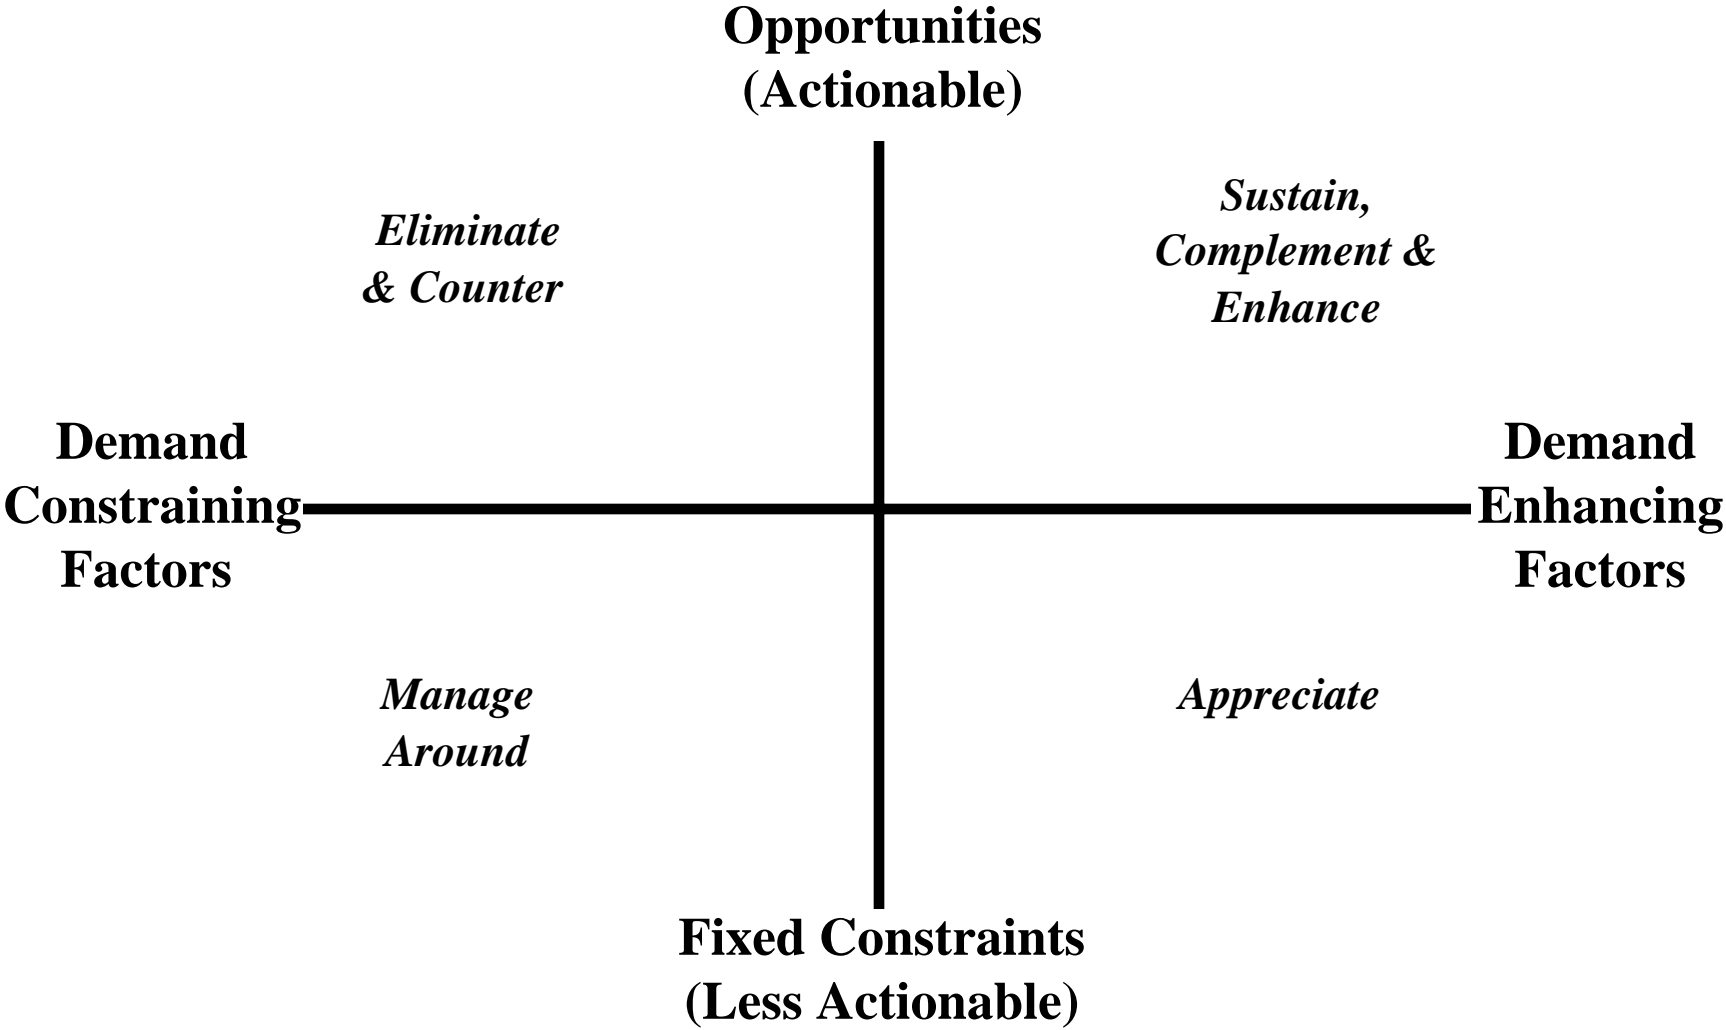 Opportunities
(Actionable)
Eliminate
& Counter
Sustain,
Complement &
Enhance
Demand
Constraining
Factors
Demand
Enhancing
Factors
Manage
Around
Appreciate
Fixed Constraints
(Less Actionable)